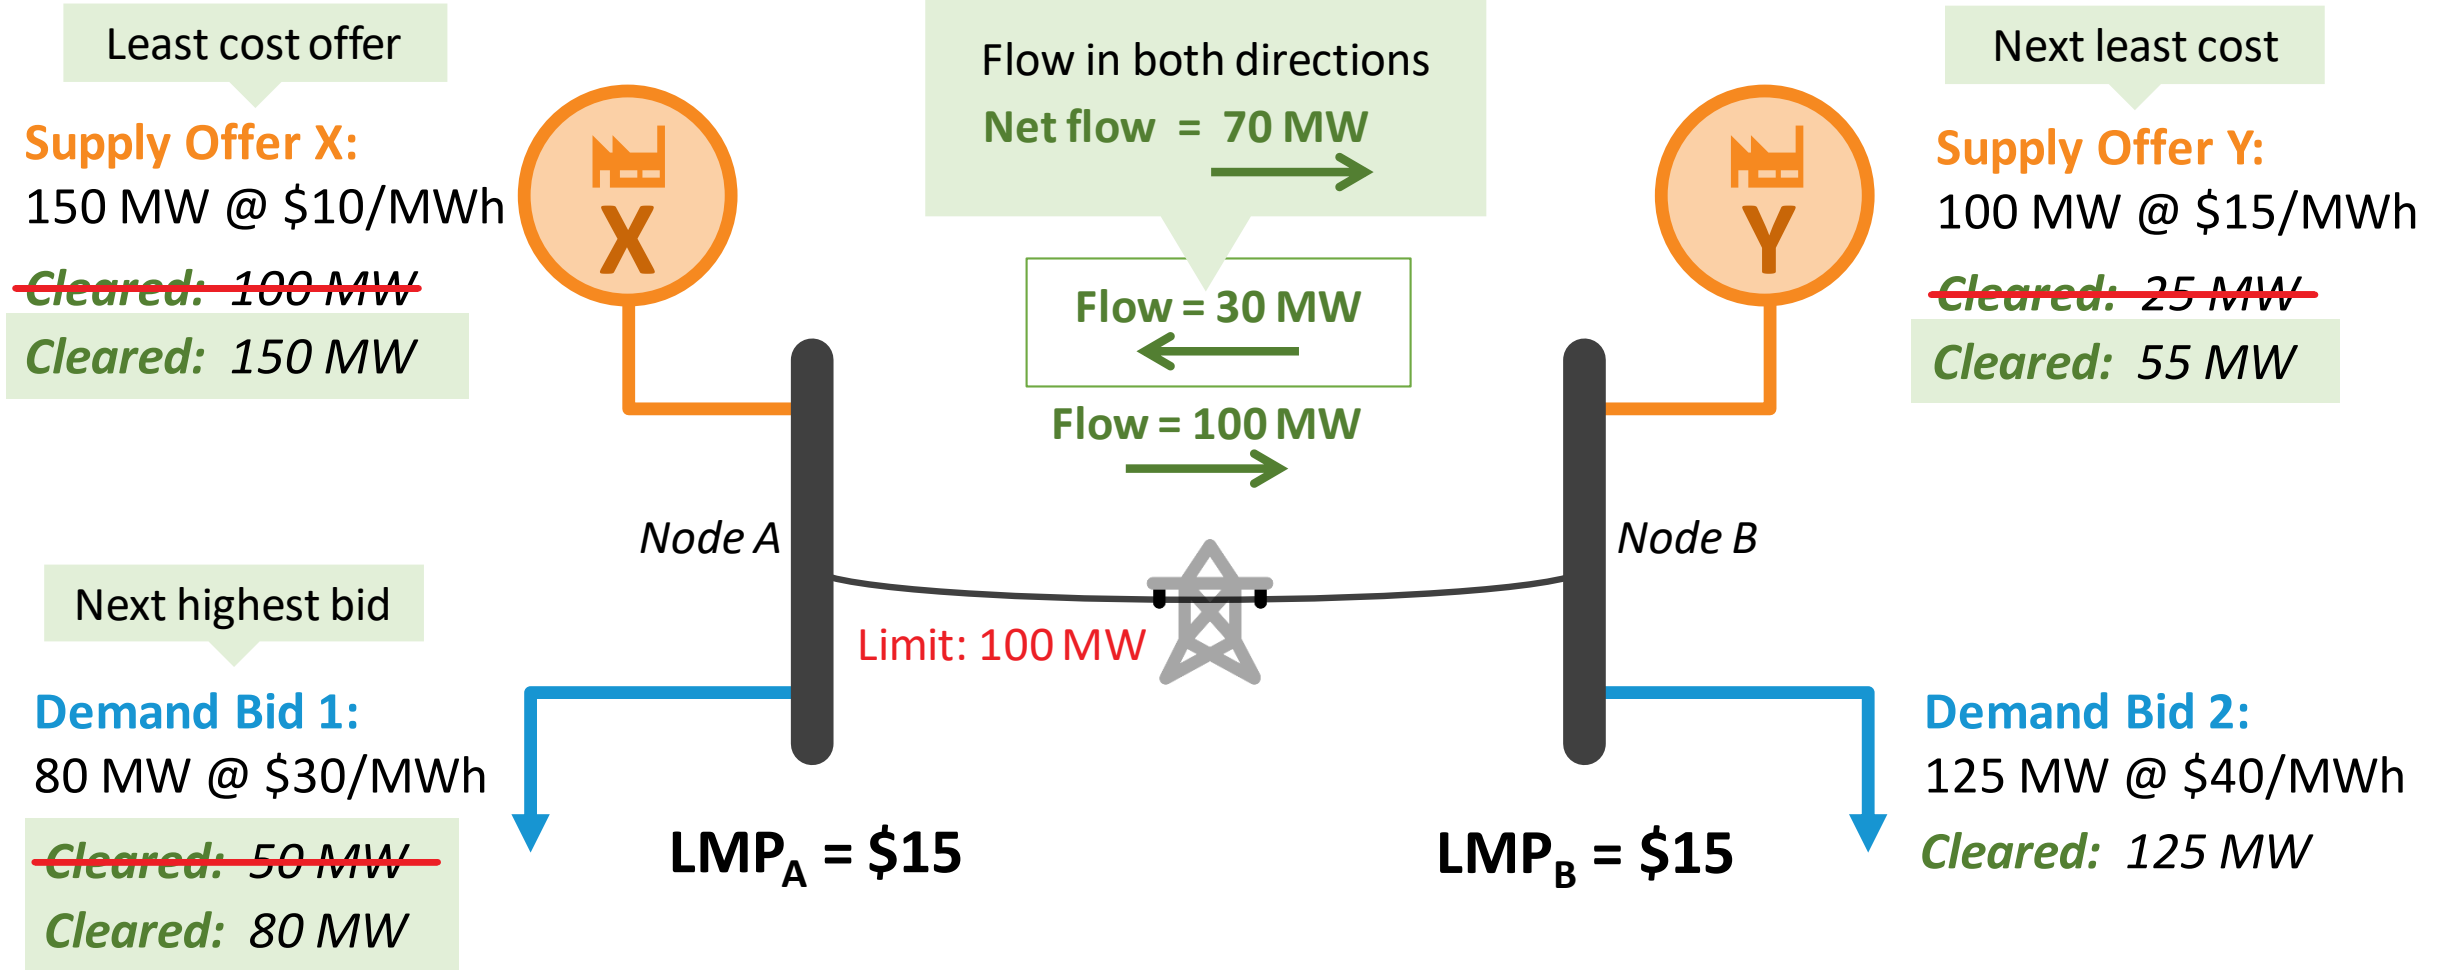 Least cost offer
Supply Offer X:
150 MW @ $10/MWh
Cleared: 100 MW
Cleared: 150 MW
X
Flow in both directions
Net flow = 70 MW
Flow = 30 MW
Flow = 100 MW
Next least cost
Supply Offer Y:
100 MW @ $15/MWh
Cleared: 25 MW
Cleared: 55 MW
Y
Node A
Node B
Limit: 100 MW
Next highest bid
Demand Bid 1:
80 MW @ $30/MWh
Cleared: 50 MW
Cleared: 80 MW
LMPA = $15
LMPB = $15
Demand Bid 2:
125 MW @ $40/MWh
Cleared: 125 MW